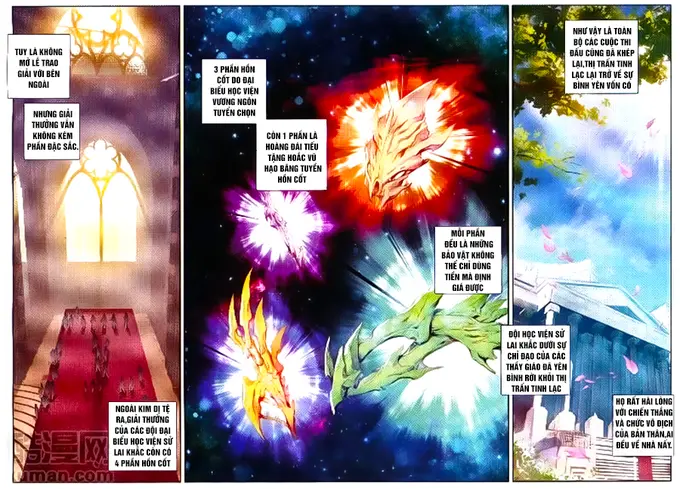 TUY LÀ KHÔNG
MỞ LỄ TRAO
GIẢI VỚI BÊN
NGOÀI
NHƯNG GIẢI
THƯỞNG VẪN
KHÔNG KÉM
PHẦN ĐẶC SẮC.
NGOÀI KIM DỊ TỆ
RA,GIẢI THƯỞNG
CỦA CÁC ĐỘI ĐẠI
BIỂU HỌC VIỆN SỬ
LAI KHẮC CÒN CÓ
4 PHẦN HỒN CỐT
3 PHẦN HỒN
CỐT DO ĐẠI
BIỂU HỌC VIỆN
VƯƠNG NGÔN
TUYỂN CHỌN
CÒN 1 PHẦN LÀ
HOÀNG ĐÀI TIẾU
TẶNG HOẮC VŨ
HẠO BĂNG TUYỀN
HỒN CỐT
MỖI PHẦN
ĐỀU LÀ NHỮNG
BẢO VẬT KHÔNG
THỂ CHỈ DÙNG
TIỀN MÀ ĐỊNH
GIÁ ĐƯỢC
NHƯ VẬY LÀ TOÀN
BỘ CÁC CUỘC THI
ĐẤU CŨNG ĐÃ KHÉP
LẠI,THỊ TRẤN TINH
LẠC LẠI TRỞ VỀ SỰ
BÌNH YÊN VỐN CÓ
ĐỘI HỌC VIỆN SỬ
LAI KHẮC DƯỚI SỰ
CHỈ ĐẠO CỦA CÁC
THẦY GIÁO ĐÃ YÊN
BÌNH RỜI KHỎI THỊ
TRẤN TINH LẠC
HỌ RẤT HÀI LÒNG
VỚI CHIẾN THẮNG
VÀ CHỨC VÔ ĐỊCH
CỦA BẢN THÂN,AI
ĐỀU VỀ NHÀ NẤY.
漫网
uman.com